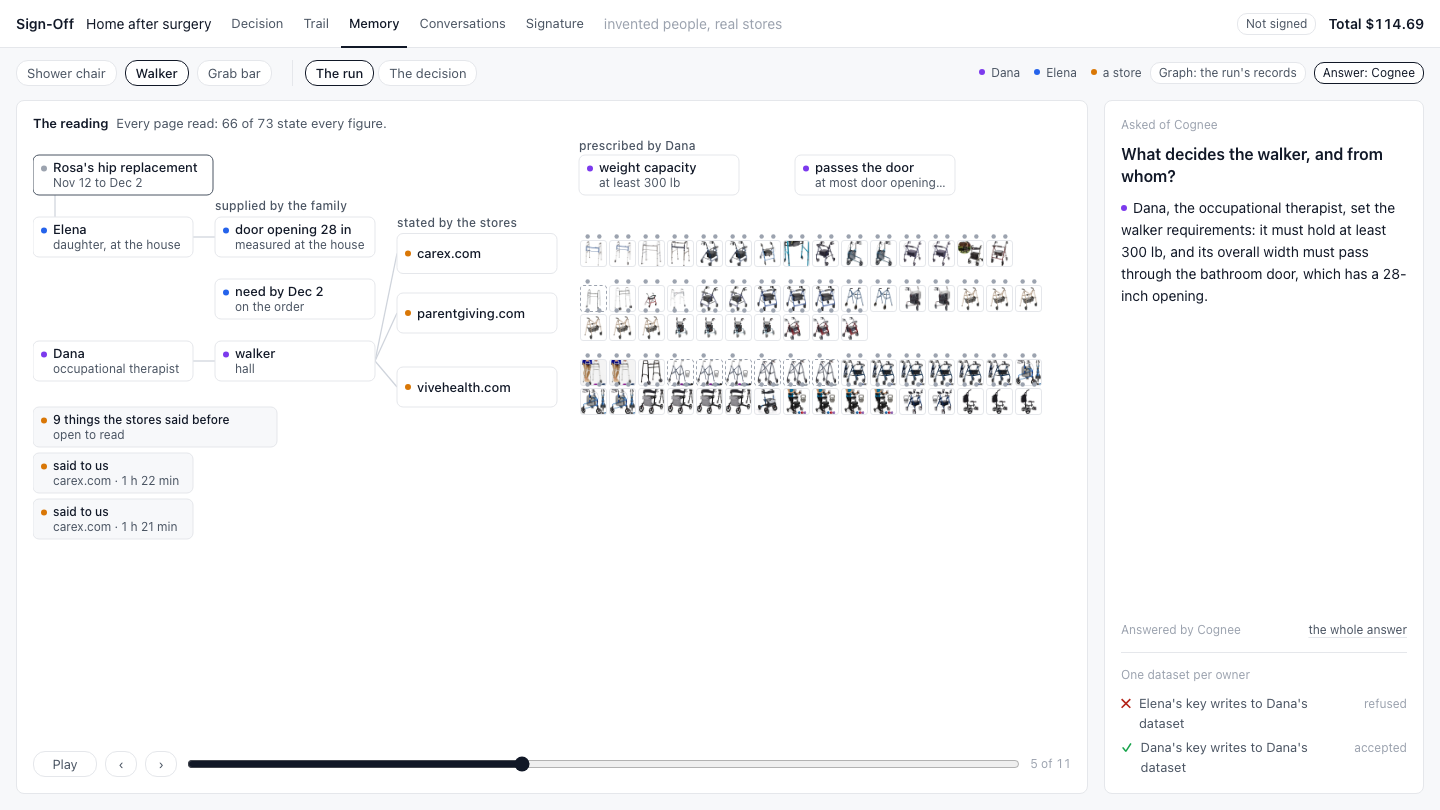 Sign-Off Home after surgery Decision Trail Memory Conversations Signature invented people, real stores Not signed Total $114.69
Shower chair Walker Grab bar The run The decision Dana Elena a store Graph: the run's records Answer: Cognee
The reading Every page read: 66 of 73 state every figure.
prescribed by Dana
Rosa's hip replacement
Nov 12 to Dec 2
weight capacity
at least 300 lb
passes the door
at most door opening...
supplied by the family
stated by the stores
Elena
daughter, at the house
door opening 28 in
measured at the house
carex.com
need by Dec 2
on the order
parentgiving.com
Dana
occupational therapist
walker
hall
vivehealth.com
9 things the stores said before
open to read
said to us
carex.com · 1 h 22 min
said to us
carex.com · 1 h 21 min
Play ‹ › 5 of 11
Asked of Cognee
What decides the walker, and from
whom?
Dana, the occupational therapist, set the
walker requirements: it must hold at least
300 lb, and its overall width must pass
through the bathroom door, which has a 28-
inch opening.
Answered by Cognee the whole answer
One dataset per owner
Elena's key writes to Dana's refused
dataset
Dana's key writes to Dana's accepted
dataset